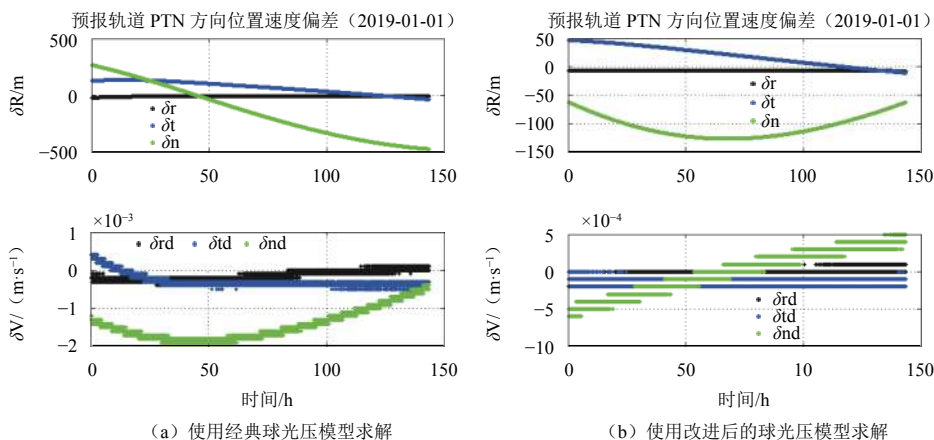 预报轨道 PTN 方向位置速度偏差（2019-01-01）
500
0
−500
δR/m
δr
δt
δn
0
50
100
150
×10⁻³
1
0
−1
−2
δV/（m·s⁻¹）
δrd
δtd
δnd
0
50
100
150
时间/h
（a）使用经典球光压模型求解
预报轨道 PTN 方向位置速度偏差（2019-01-01）
50
0
−50
−100
−150
δR/m
δr
δt
δn
0
50
100
150
×10⁻⁴
5
0
−5
−10
δV/（m·s⁻¹）
δrd
δtd
δnd
0
50
10
150
时间/h
（b）使用改进后的球光压模型求解